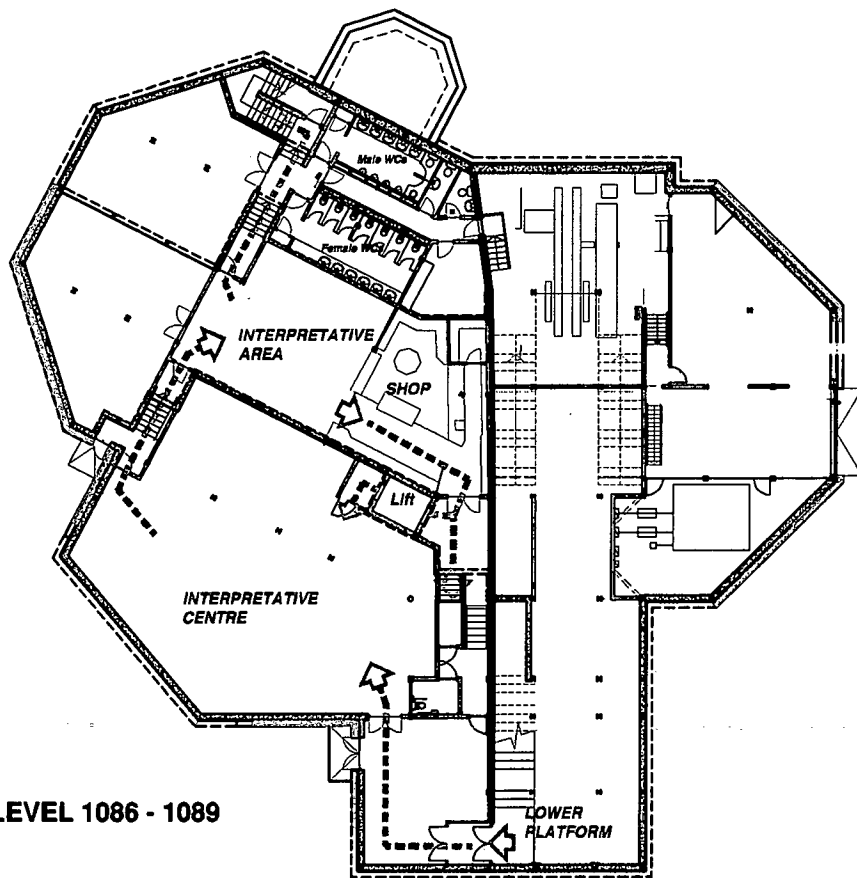 Male WCs
Female WCs
INTERPRETATIVE
AREA
SHOP
Lift
INTERPRETATIVE
CENTRE
LEVEL 1086 - 1089
LOWER
PLATFORM